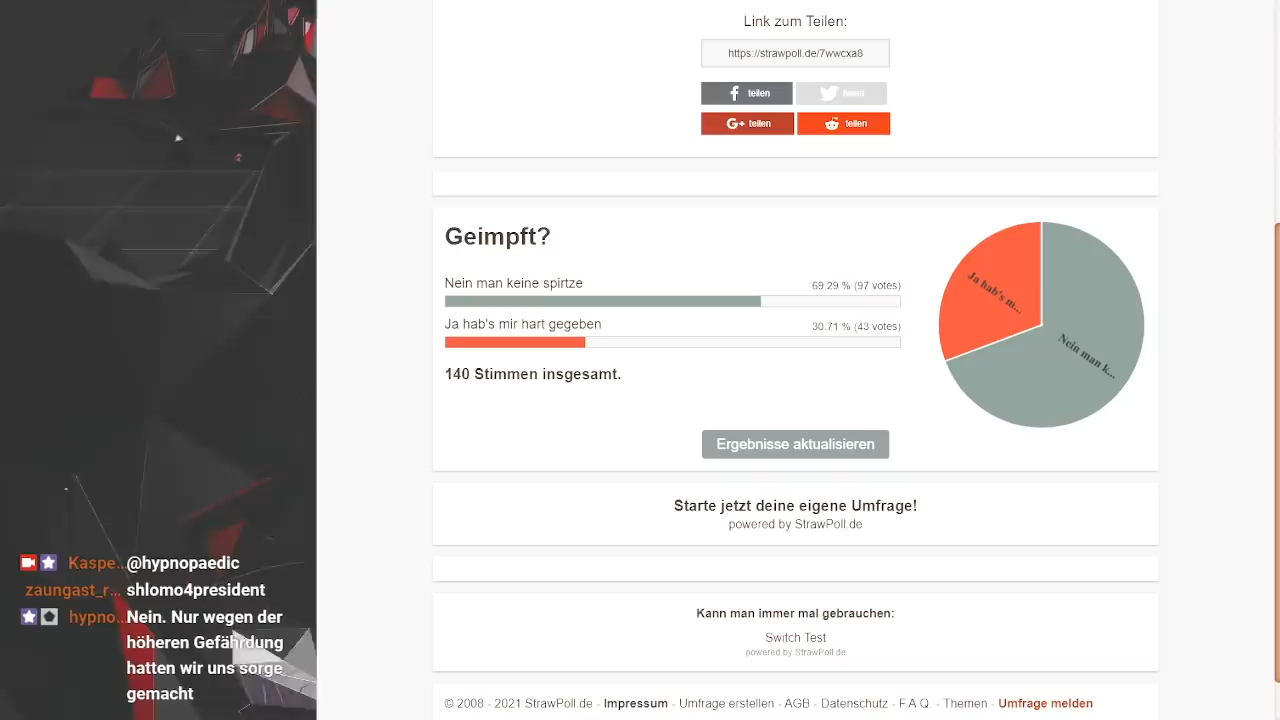 Link zum Teilen:
https://strawpoll.de/7wwcxa8
teilen
G+ teilen
teilen
Geimpft?
Nein man keine spirtze
69.29 % (97 votes)
Ja hab's mir hart gegeben
30.71 % (43 votes)
140 Stimmen insgesamt.
Ja hab's m...
Nein man k...
Ergebnisse aktualisieren
Starte jetzt deine eigene Umfrage!
powered by StrawPoll.de
Kann man immer mal gebrauchen:
Switch Test
powered by StrawPoll.de
© 2008 - 2021 StrawPoll.de - Impressum - Umfrage erstellen - AGB - Datenschutz - F.A.Q. - Themen - Umfrage melden
Kaspe... @hypnopaedic
zaungast_r... shlomo4president
hypno... Nein. Nur wegen der
höheren Gefährdung
hatten wir uns sorge
gemacht